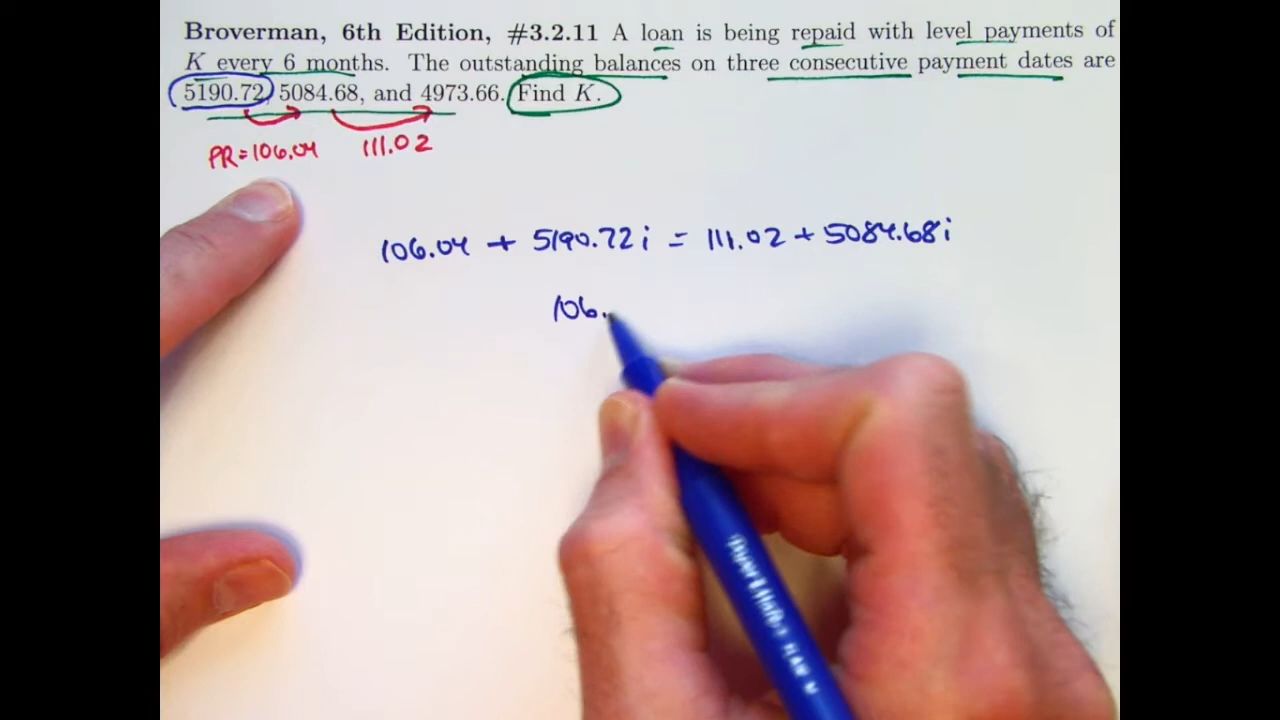 Broverman, 6th Edition, #3.2.11 A loan is being repaid with level payments of
K every 6 months. The outstanding balances on three consecutive payment dates are
5190.72, 5084.68, and 4973.66. Find K.
PR=106.04 111.02
106.04 + 5190.72i = 111.02 + 5084.68i
106.